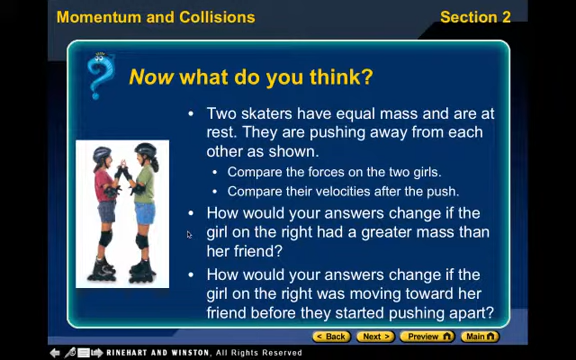 Momentum and Collisions
Section 2
Now what do you think?
• Two skaters have equal mass and are at
rest. They are pushing away from each
other as shown.
• Compare the forces on the two girls.
• Compare their velocities after the push.
• How would your answers change if the
girl on the right had a greater mass than
her friend?
• How would your answers change if the
girl on the right was moving toward her
friend before they started pushing apart?
< Back
Next >
Preview
Main
RINEHART AND WINSTON, All Rights Reserved